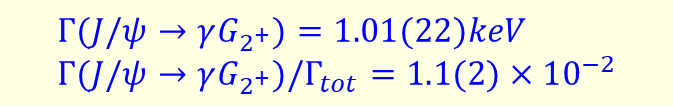 Γ(J/ψ → γG₂₊) = 1.01(22)keV
Γ(J/ψ → γG₂₊)/Γₜₒₜ = 1.1(2) × 10⁻²